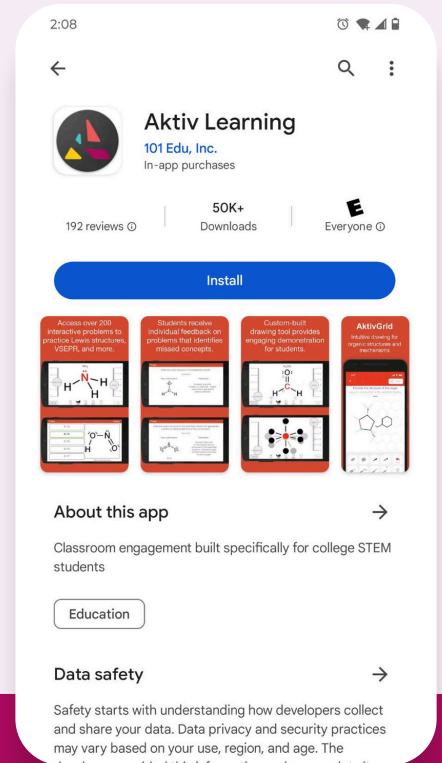 2:08
Aktiv Learning
101 Edu, Inc.
In-app purchases
192 reviews
50K+
Downloads
E
Everyone
Install
Access over 200
interactive problems to
practice Lewis structures,
VSEPR, and more.
Students receive
individual feedback on
problems that identifies
missed concepts.
Custom-built
drawing tool provides
engaging demonstration
for students.
AktivGrid
Intuitive drawing for
organic structures and
mechanisms
About this app
Classroom engagement built specifically for college STEM
students
Education
Data safety
Safety starts with understanding how developers collect
and share your data. Data privacy and security practices
may vary based on your use, region, and age. The